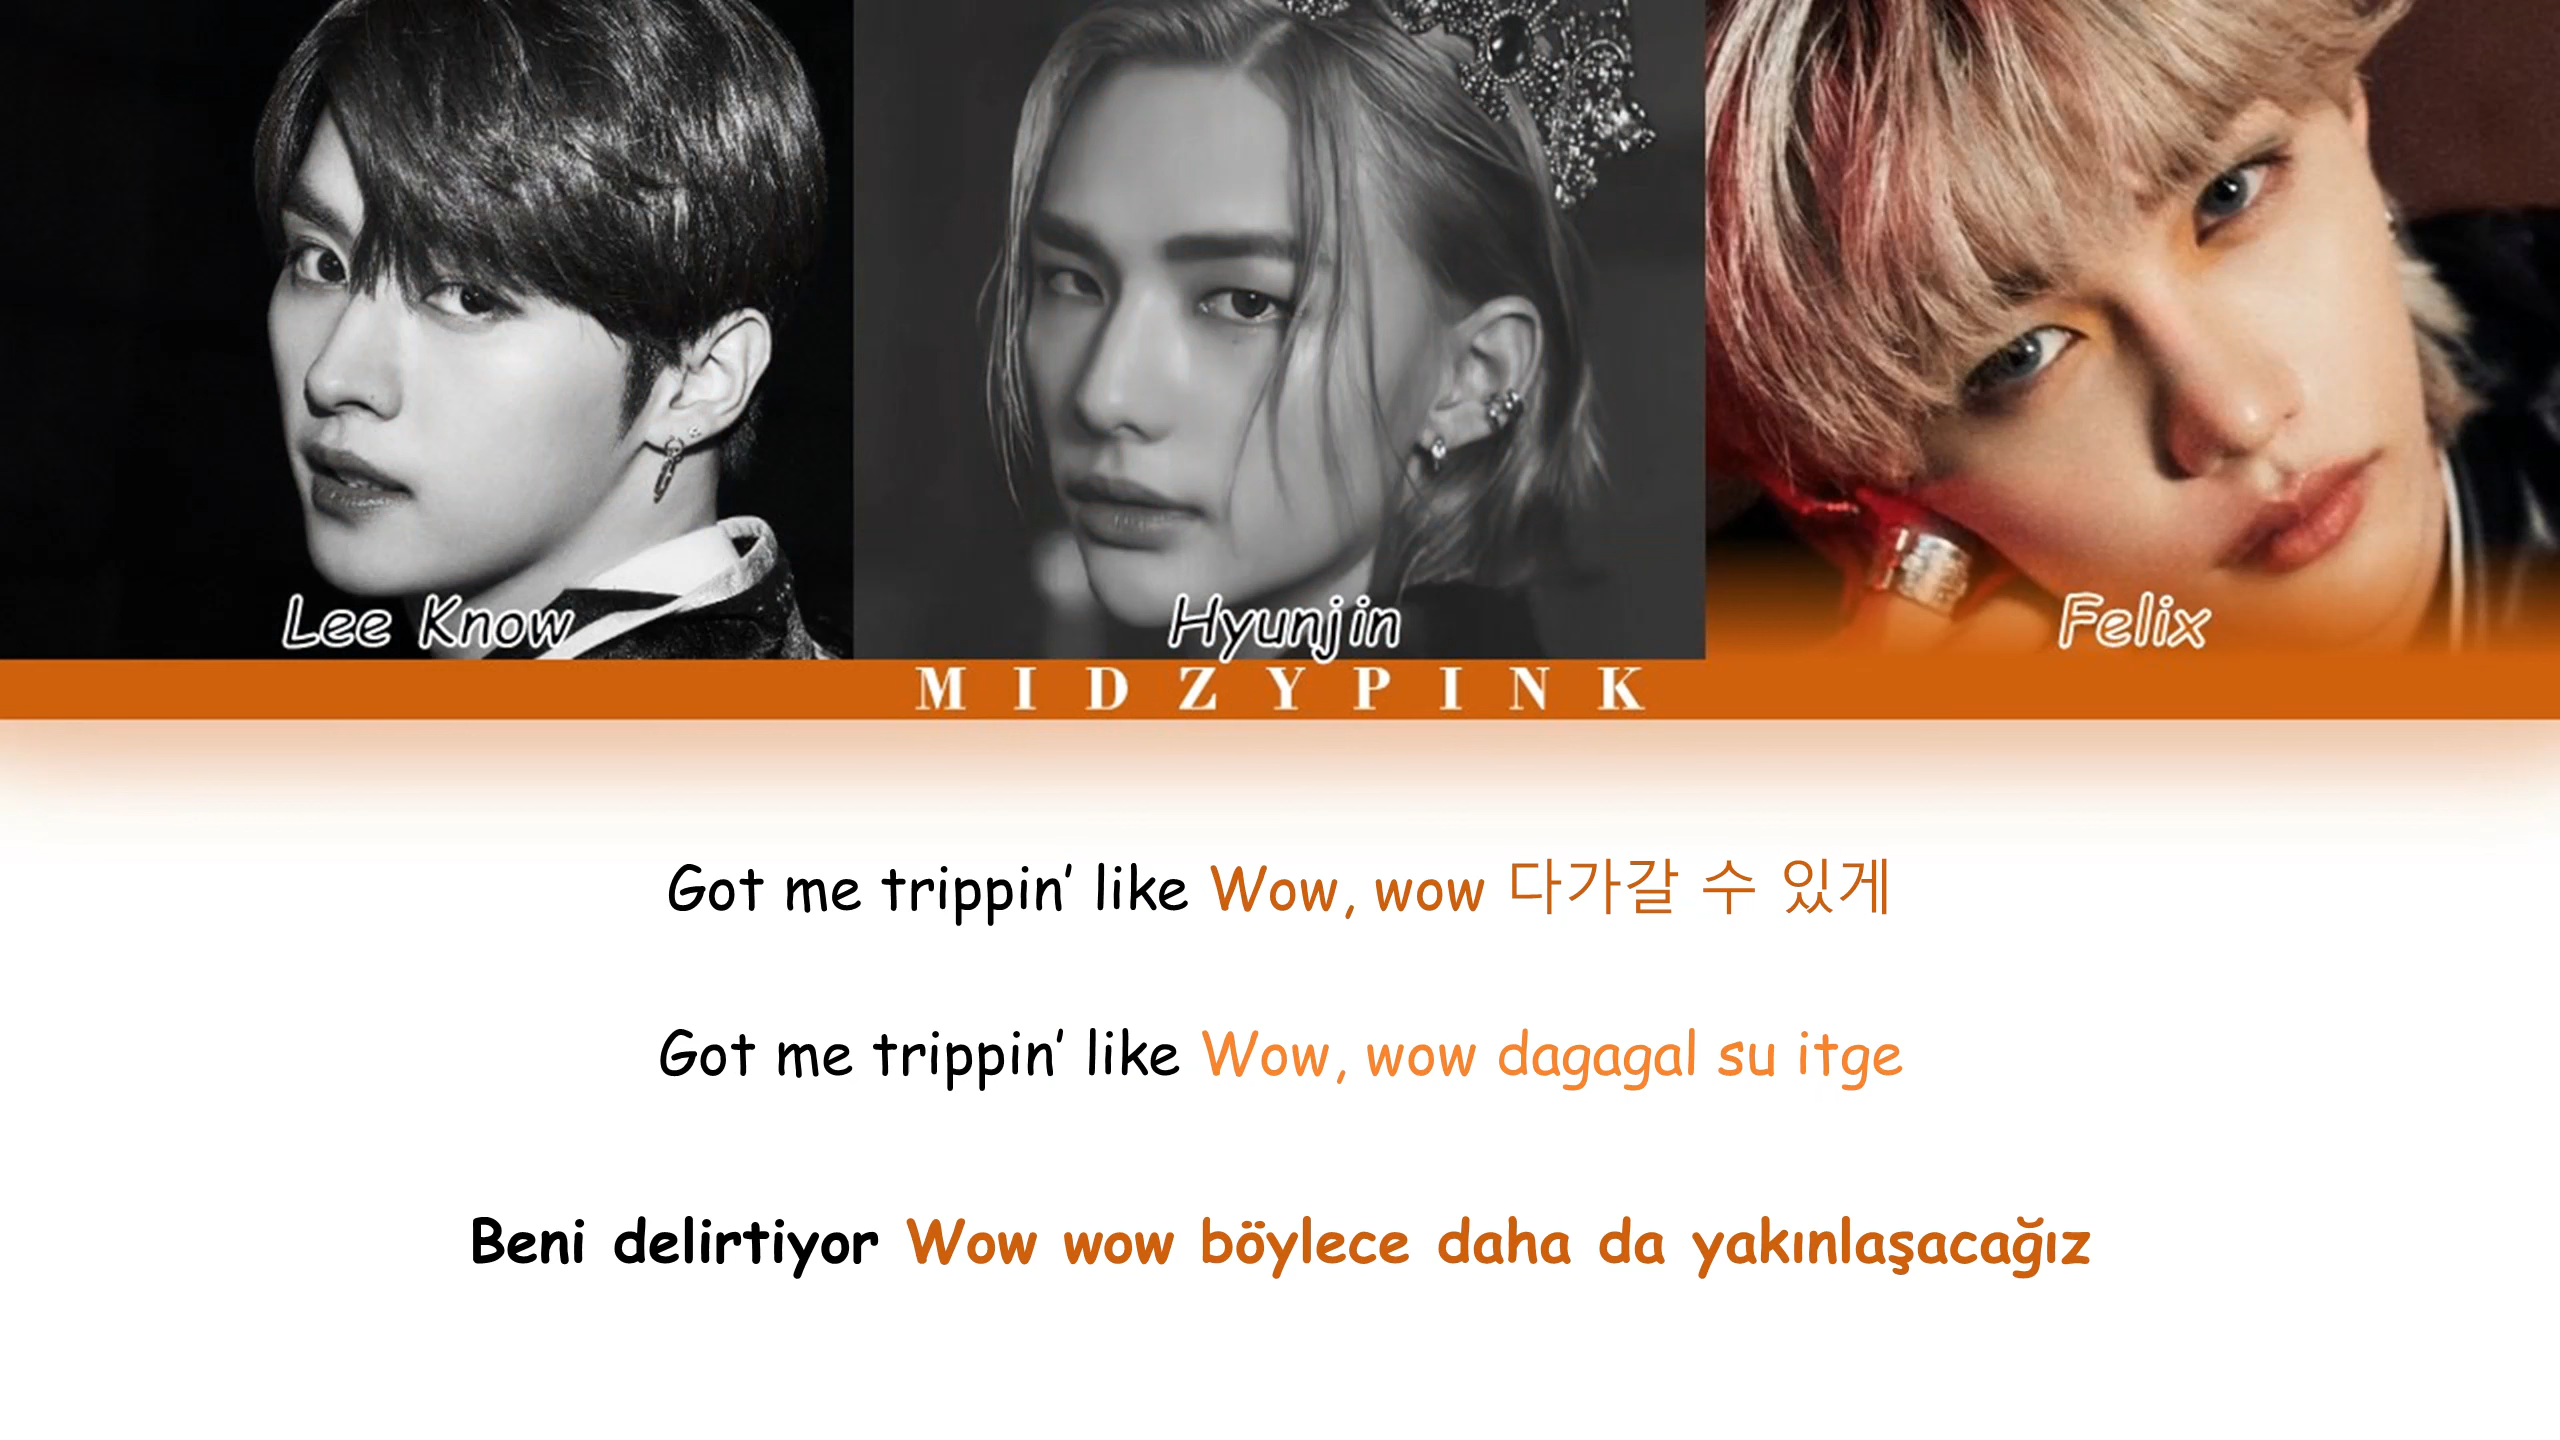 Lee Know
Hyunjin
Felix
MIDZYPINK
Got me trippin’ like Wow, wow 다가갈 수 있게
Got me trippin’ like Wow, wow dagagal su itge
Beni delirtiyor Wow wow böylece daha da yakınlaşacağız